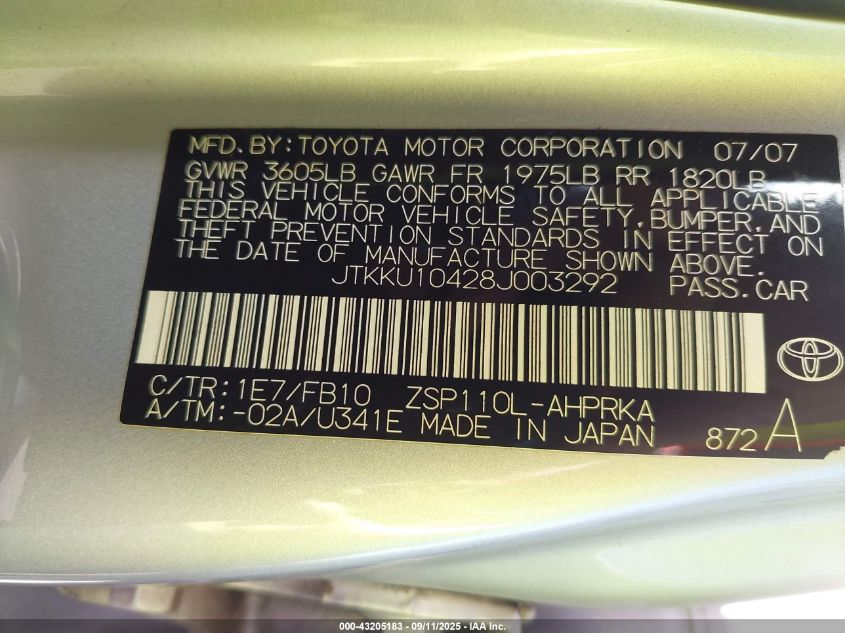 MFD.BY:TOYOTA MOTOR CORPORATION 07/07
GVWR 3605LB GAWR FR 1975LB RR 1820LB
THIS VEHICLE CONFORMS TO ALL APPLICABLE
FEDERAL MOTOR VEHICLE SAFETY,BUMPER,AND
THEFT PREVENTION STANDARDS IN EFFECT ON
THE DATE OF MANUFACTURE SHOWN ABOVE.
JTKKU10428J003292 PASS.CAR
C/TR:1E7/FB10 ZSP110L-AHPRKA
A/TM:-02A/U341E MADE IN JAPAN 872A
000-43205183 - 09/11/2025 - IAA Inc.